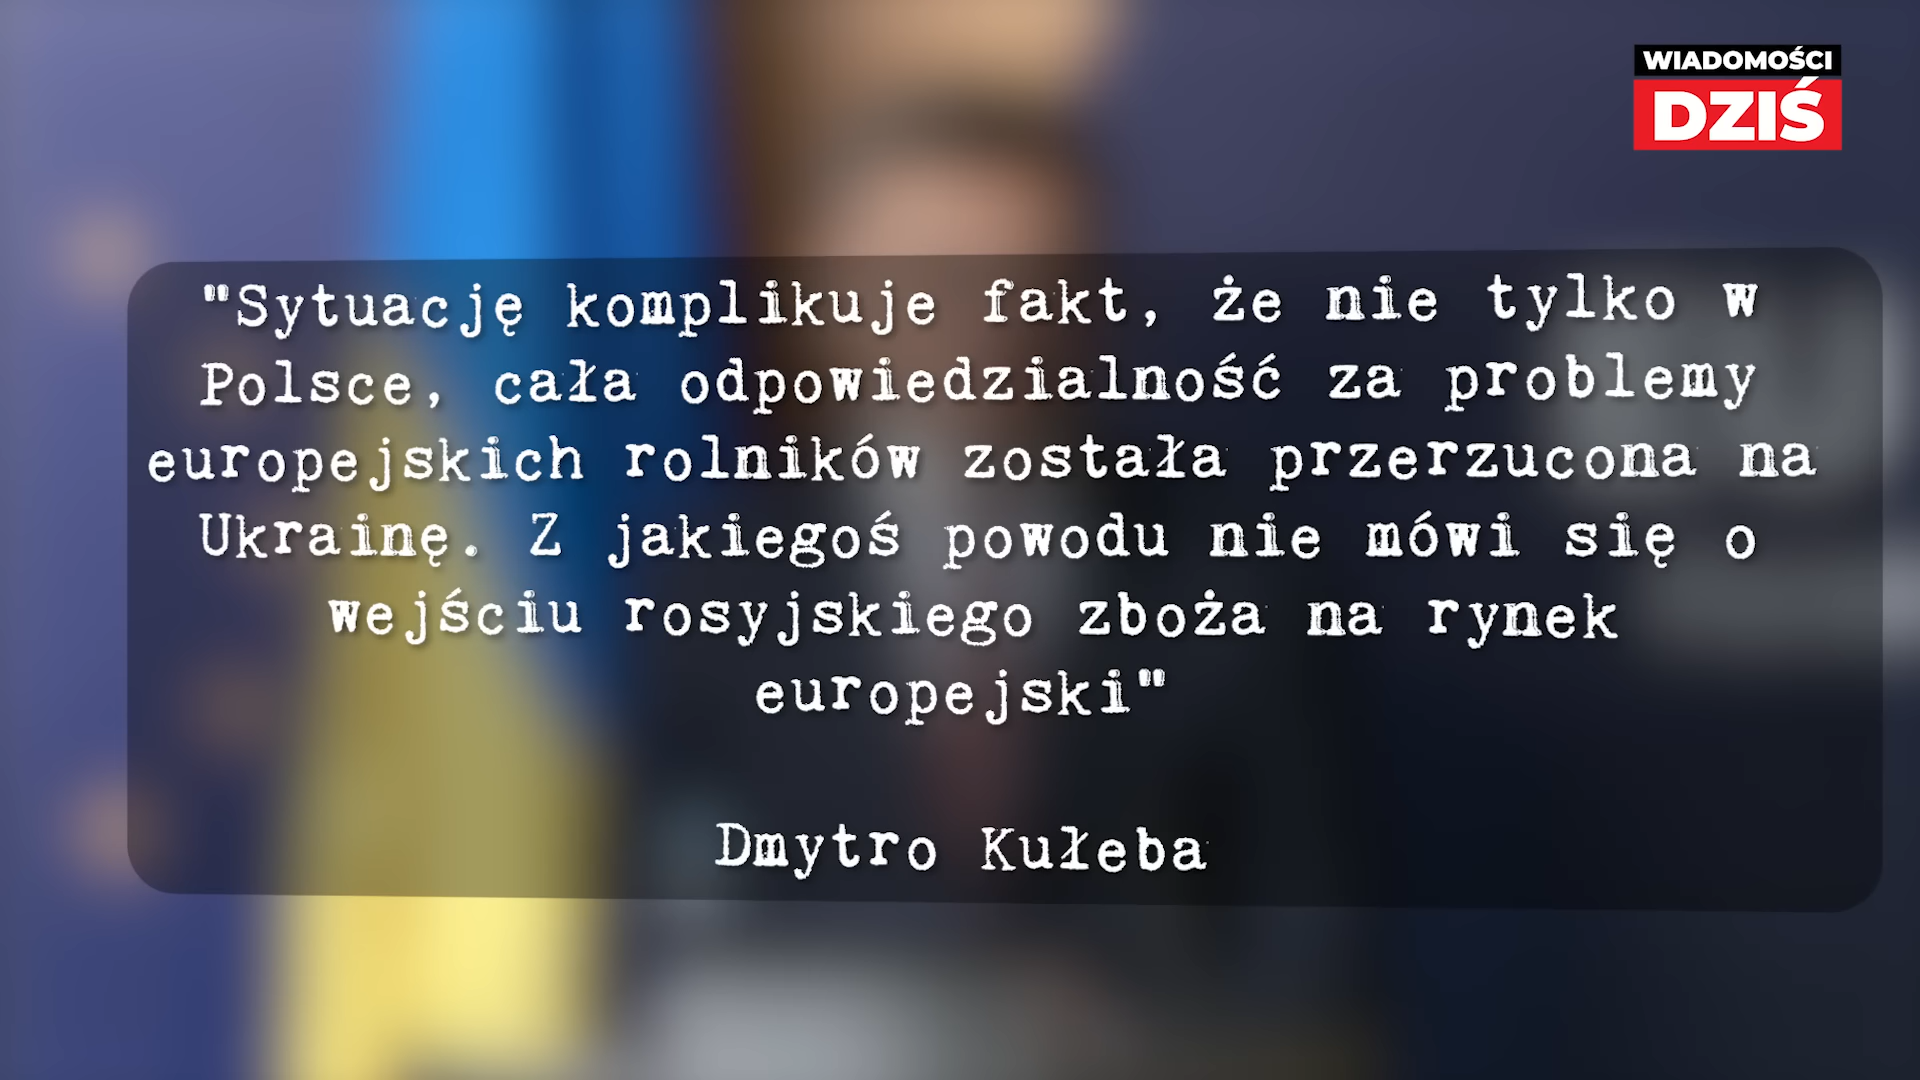 WIADOMOŚCI
DZIŚ
"Sytuację komplikuje fakt, że nie tylko w
Polsce, cała odpowiedzialność za problemy
europejskich rolników została przerzucona na
Ukrainę. Z jakiegoś powodu nie mówi się o
wejściu rosyjskiego zboża na rynek
europejski"
Dmytro Kułeba